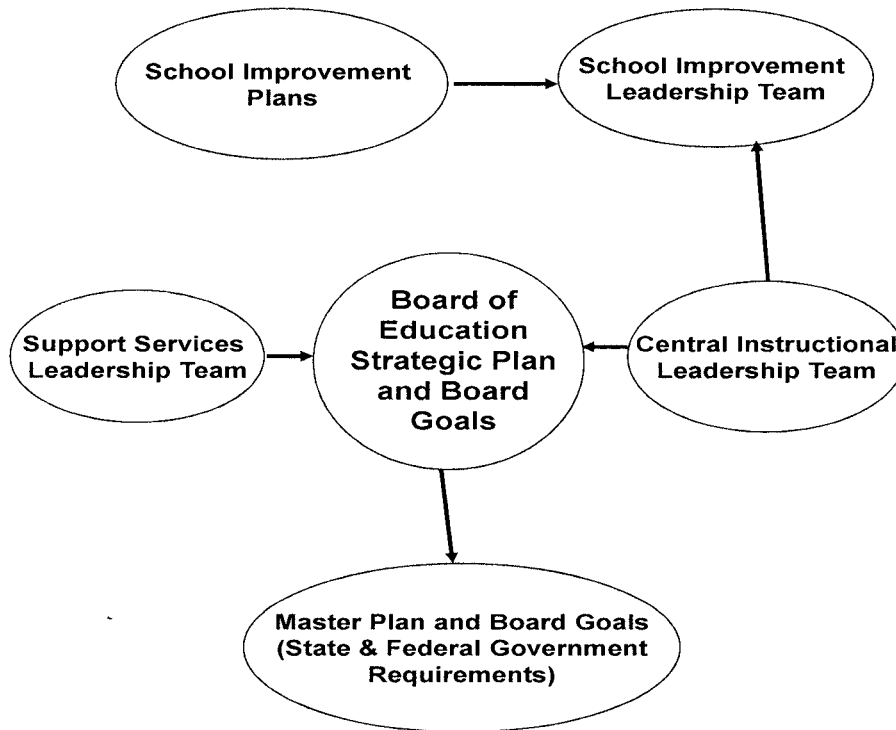 School Improvement
Plans
School Improvement
Leadership Team
Board of
Education
Strategic Plan
and Board
Goals
Support Services
Leadership Team
Central Instructional
Leadership Team
Master Plan and Board Goals
(State & Federal Government
Requirements)